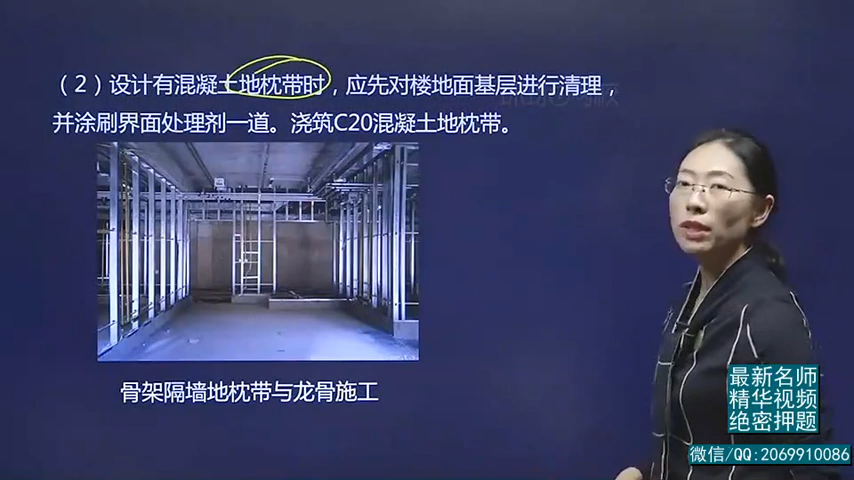 （2）设计有混凝土地枕带时，应先对楼地面基层进行清理，
并涂刷界面处理剂一道。浇筑C20混凝土地枕带。
骨架隔墙地枕带与龙骨施工
最新名师
精华视频
绝密押题
微信/QQ:2069910086